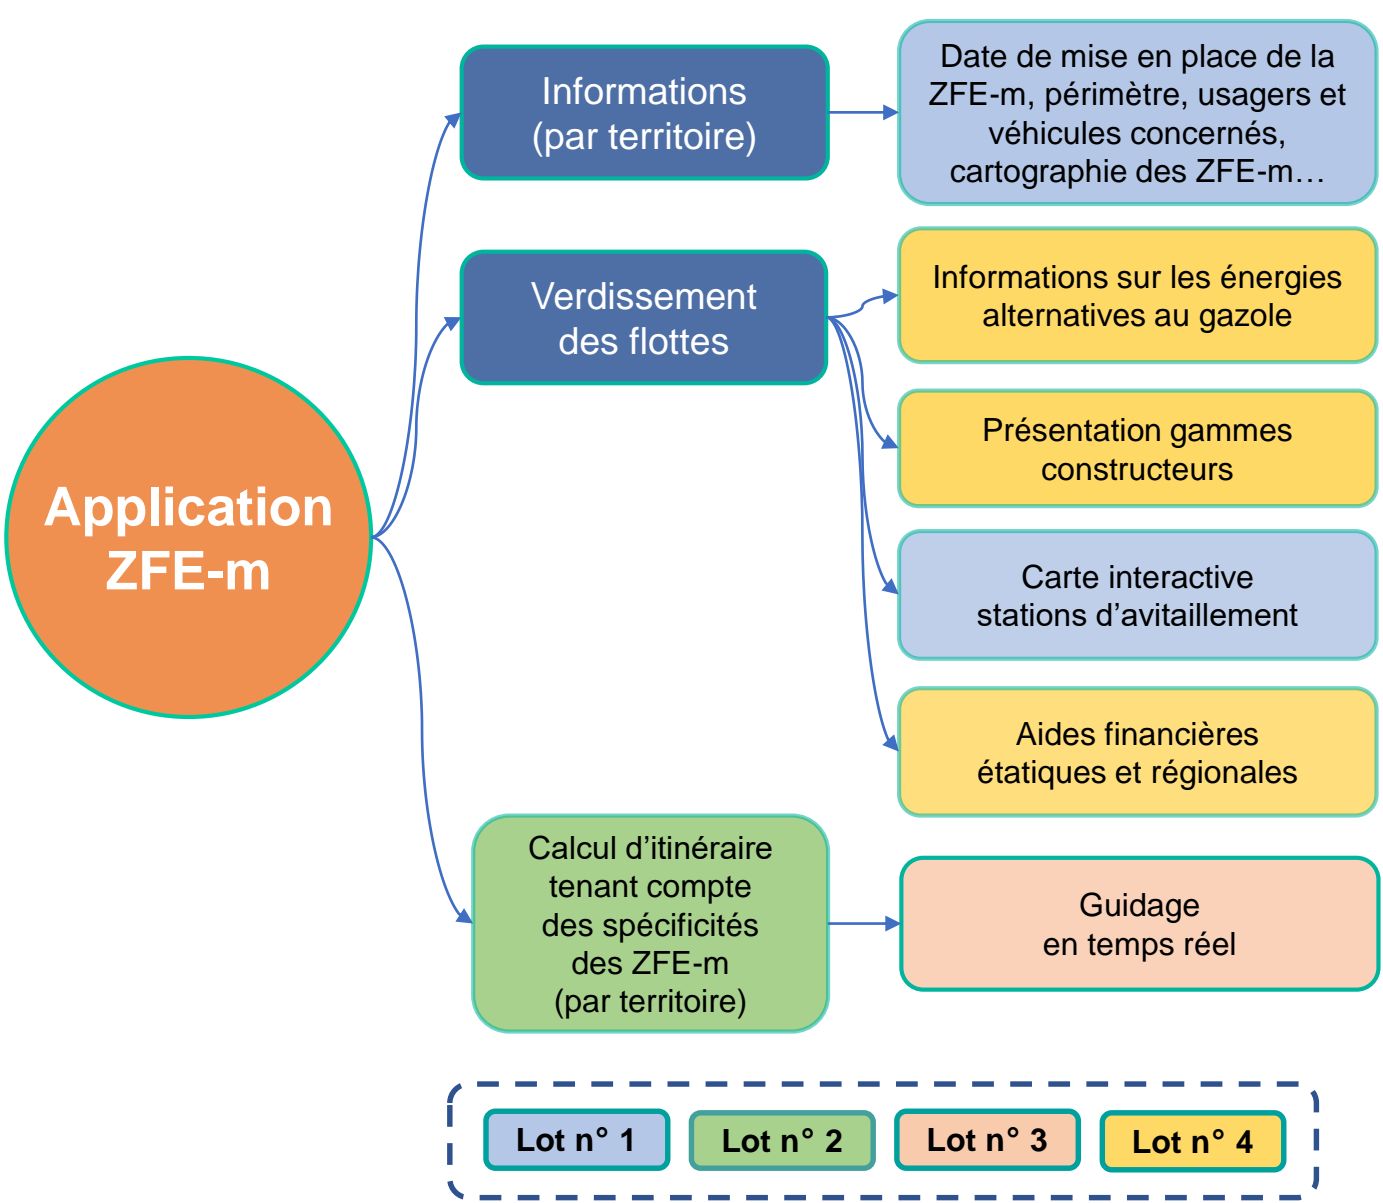 Application
ZFE-m
Informations
(par territoire)
Date de mise en place de la
ZFE-m, périmètre, usagers et
véhicules concernés,
cartographie des ZFE-m…
Verdissement
des flottes
Informations sur les énergies
alternatives au gazole
Présentation gammes
constructeurs
Carte interactive
stations d’avitaillement
Aides financières
étatiques et régionales
Calcul d’itinéraire
tenant compte
des spécificités
des ZFE-m
(par territoire)
Guidage
en temps réel
Lot n° 1
Lot n° 2
Lot n° 3
Lot n° 4